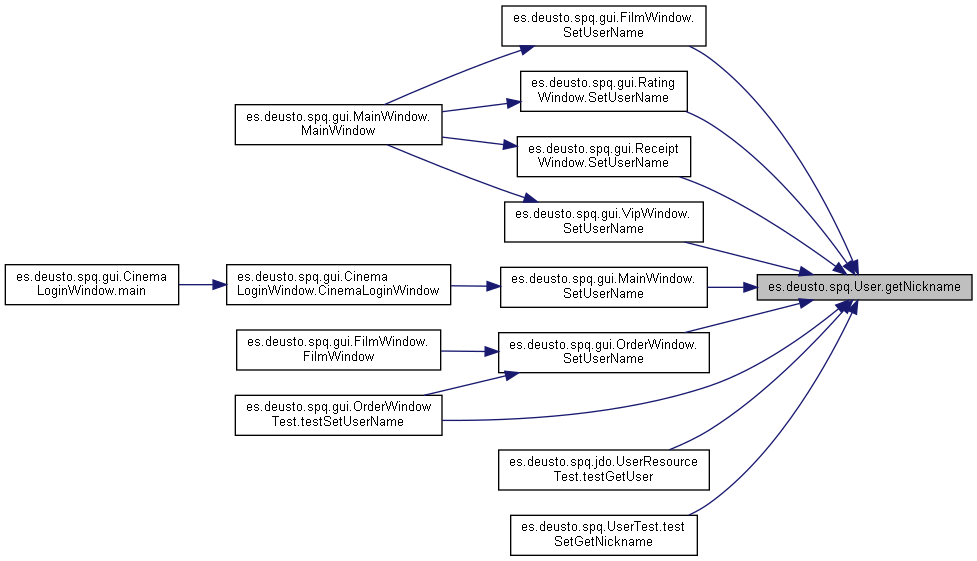 es.deusto.spq.gui.FilmWindow.
SetUserName
es.deusto.spq.gui.Rating
Window.SetUserName
es.deusto.spq.gui.MainWindow.
MainWindow
es.deusto.spq.gui.Receipt
Window.SetUserName
es.deusto.spq.gui.VipWindow.
SetUserName
es.deusto.spq.gui.Cinema
LoginWindow.main
es.deusto.spq.gui.Cinema
LoginWindow.CinemaLoginWindow
es.deusto.spq.gui.MainWindow.
SetUserName
es.deusto.spq.User.getNickname
es.deusto.spq.gui.FilmWindow.
FilmWindow
es.deusto.spq.gui.OrderWindow.
SetUserName
es.deusto.spq.gui.OrderWindow
Test.testSetUserName
es.deusto.spq.jdo.UserResource
Test.testGetUser
es.deusto.spq.UserTest.test
SetGetNickname